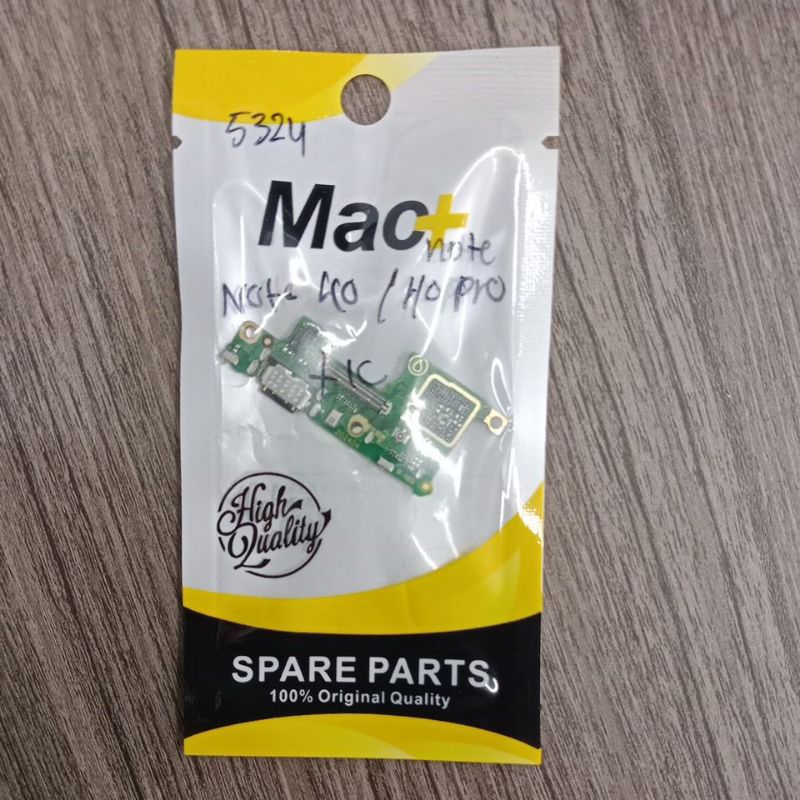 5324
Mac+
note
Note 40 / 40 pro
+ IC
High
Quality
SPARE PARTS
100% Original Quality